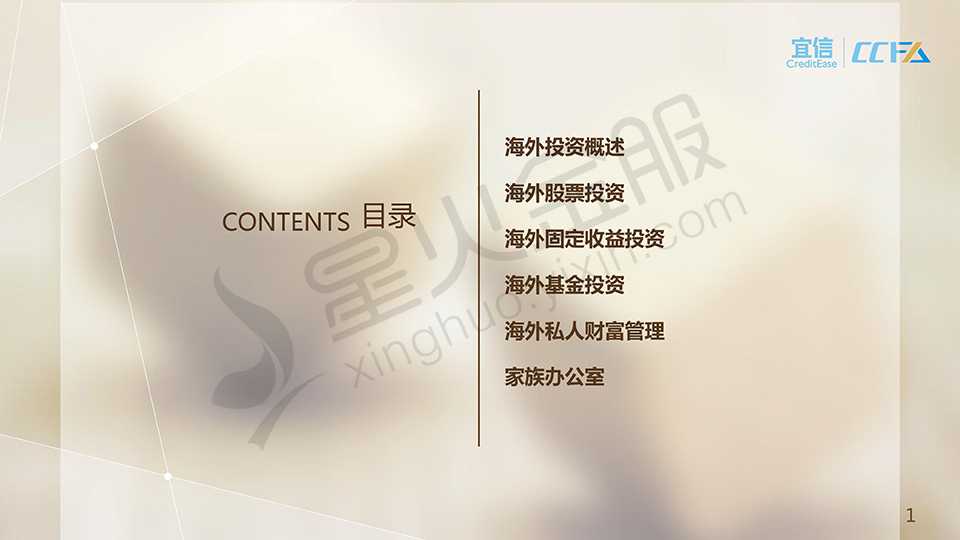 宜信
CreditEase
CCFA
CONTENTS 目录
海外投资概述
海外股票投资
海外固定收益投资
海外基金投资
海外私人财富管理
家族办公室
星火金服
xinghuo.yixin.com
1